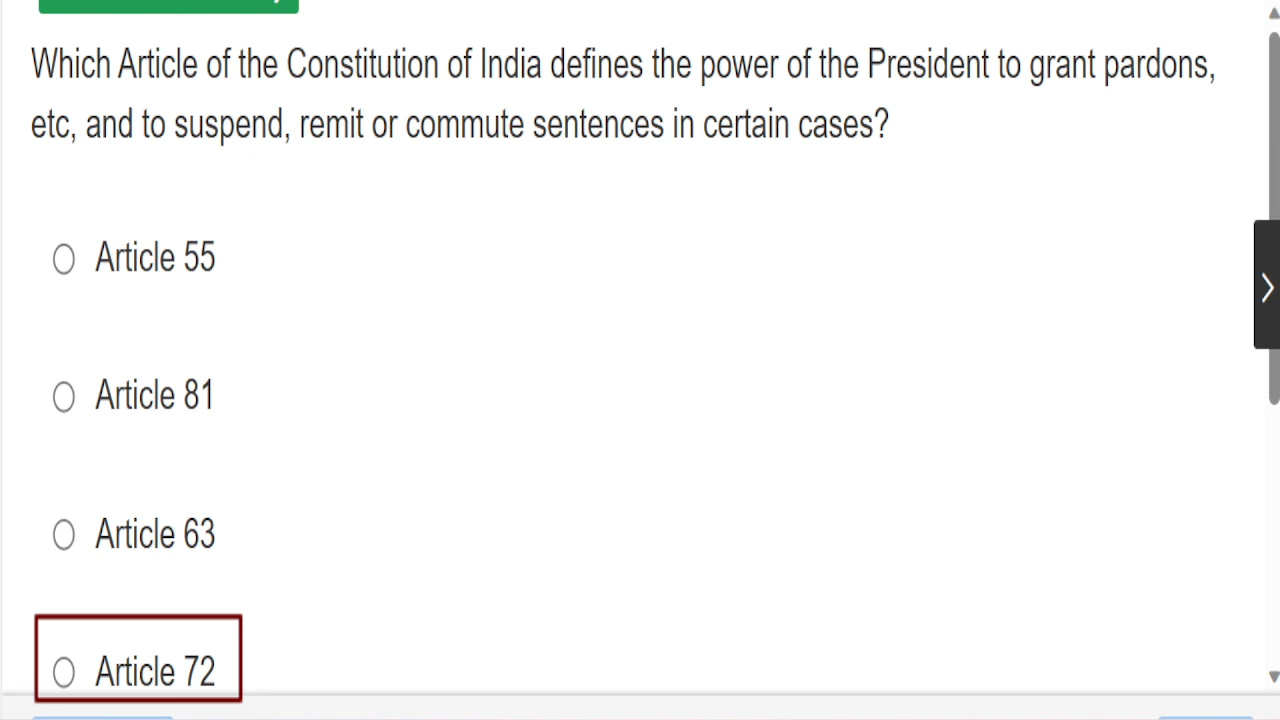 Which Article of the Constitution of India defines the power of the President to grant pardons,
etc, and to suspend, remit or commute sentences in certain cases?
Article 55
Article 81
Article 63
Article 72